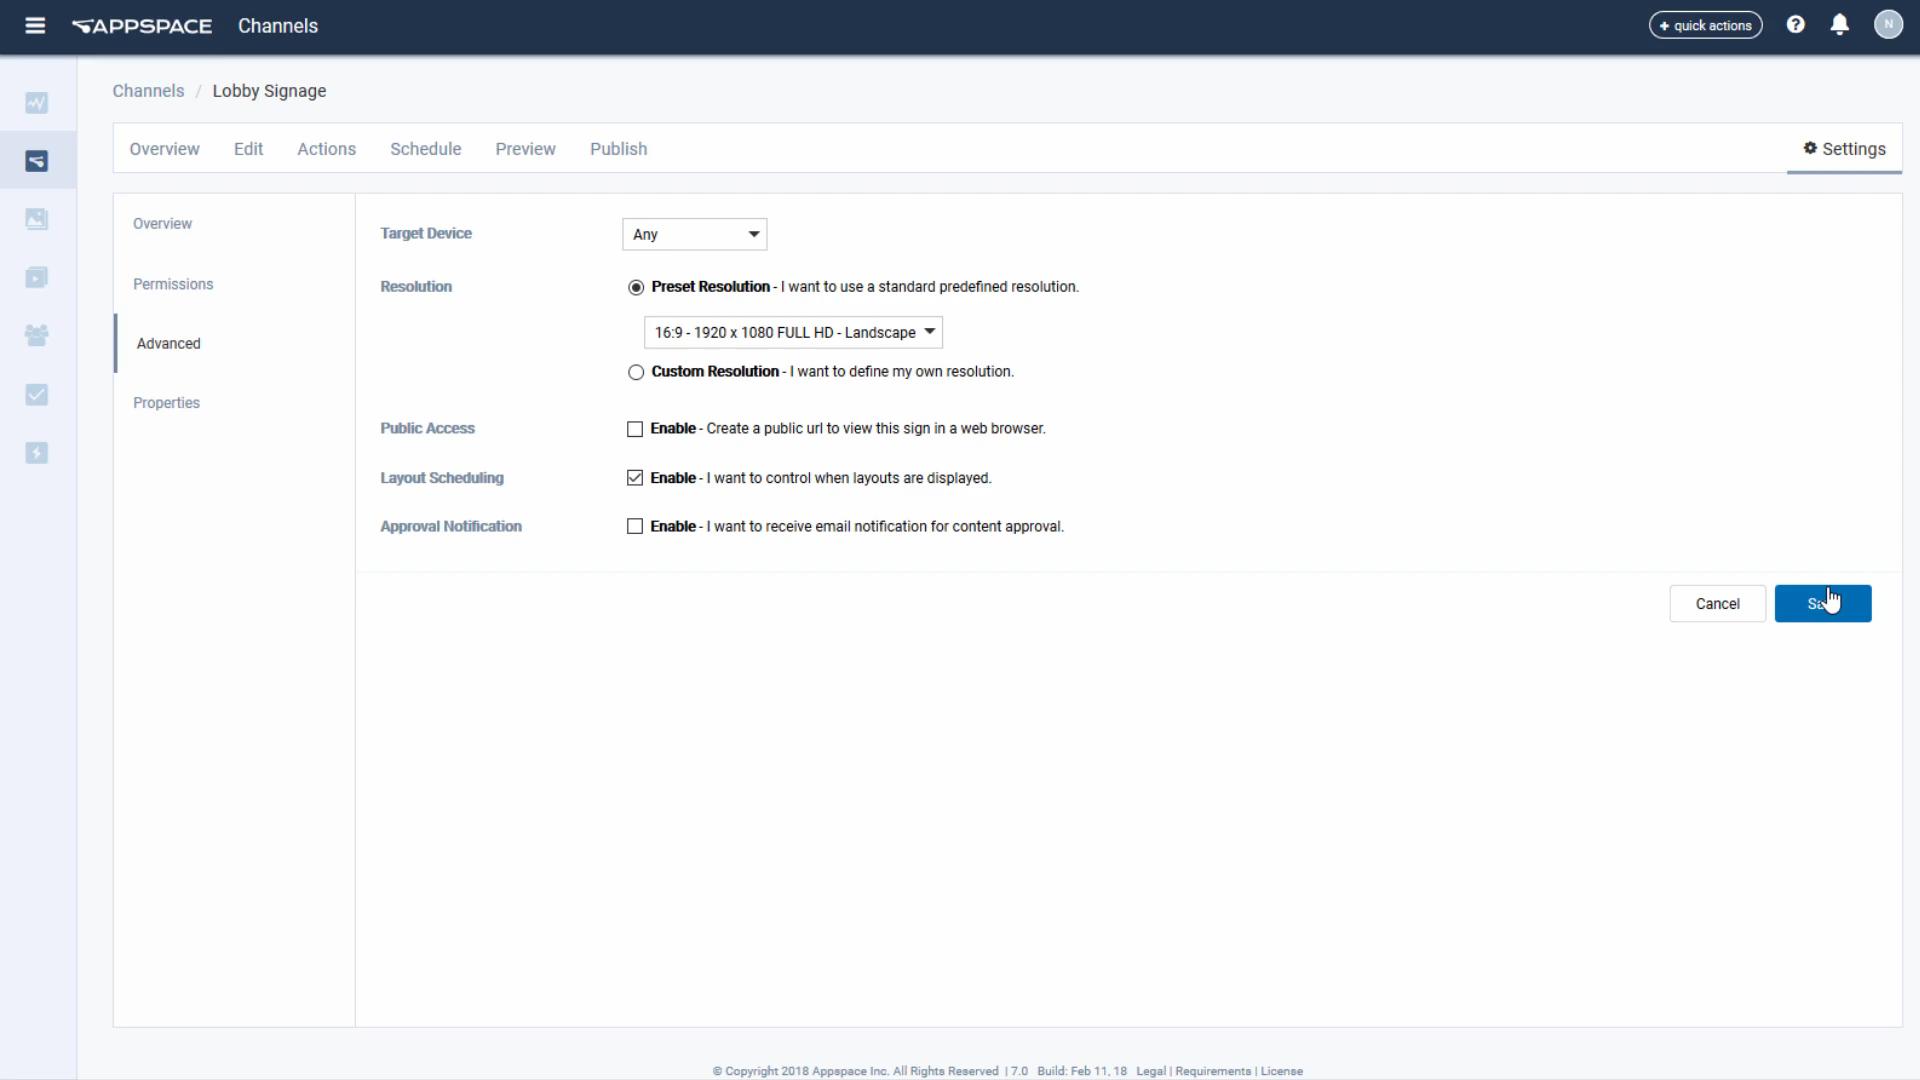 APPSPACE Channels + quick actions N
Channels / Lobby Signage
Overview Edit Actions Schedule Preview Publish Settings
Overview
Permissions
Advanced
Properties
Target Device Any
Resolution Preset Resolution - I want to use a standard predefined resolution.
16:9 - 1920 x 1080 FULL HD - Landscape
Custom Resolution - I want to define my own resolution.
Public Access Enable - Create a public url to view this sign in a web browser.
Layout Scheduling Enable - I want to control when layouts are displayed.
Approval Notification Enable - I want to receive email notification for content approval.
Cancel
© Copyright 2018 Appspace Inc. All Rights Reserved | 7.0 Build: Feb 11, 18 Legal | Requirements | License